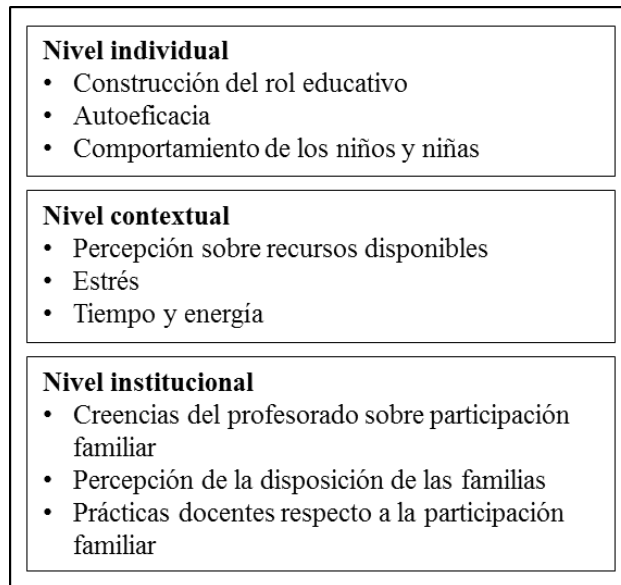 Nivel individual
• Construcción del rol educativo
• Autoeficacia
• Comportamiento de los niños y niñas
Nivel contextual
• Percepción sobre recursos disponibles
• Estrés
• Tiempo y energía
Nivel institucional
• Creencias del profesorado sobre participación
familiar
• Percepción de la disposición de las familias
• Prácticas docentes respecto a la participación
familiar